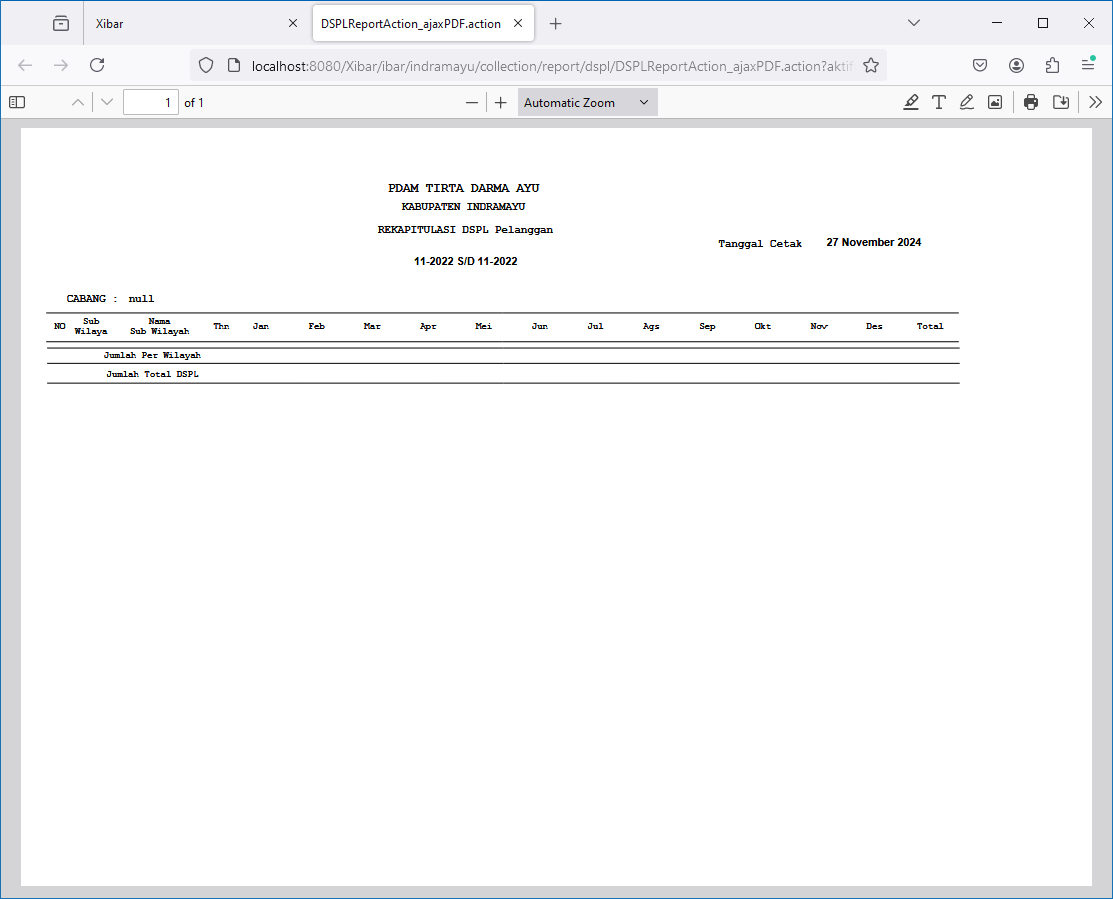 Xibar
DSPLReportAction_ajaxPDF.action
localhost:8080/Xibar/ibar/indramayu/collection/report/dspl/DSPLReportAction_ajaxPDF.action?aktif
1 of 1
Automatic Zoom
PDAM TIRTA DARMA AYU
KABUPATEN INDRAMAYU
REKAPITULASI DSPL Pelanggan
Tanggal Cetak 27 November 2024
11-2022 S/D 11-2022
CABANG : null
NO Sub Wilaya Nama Sub Wilayah Thn Jan Feb Mar Apr Mei Jun Jul Ags Sep Okt Nov Des Total
Jumlah Per Wilayah
Jumlah Total DSPL